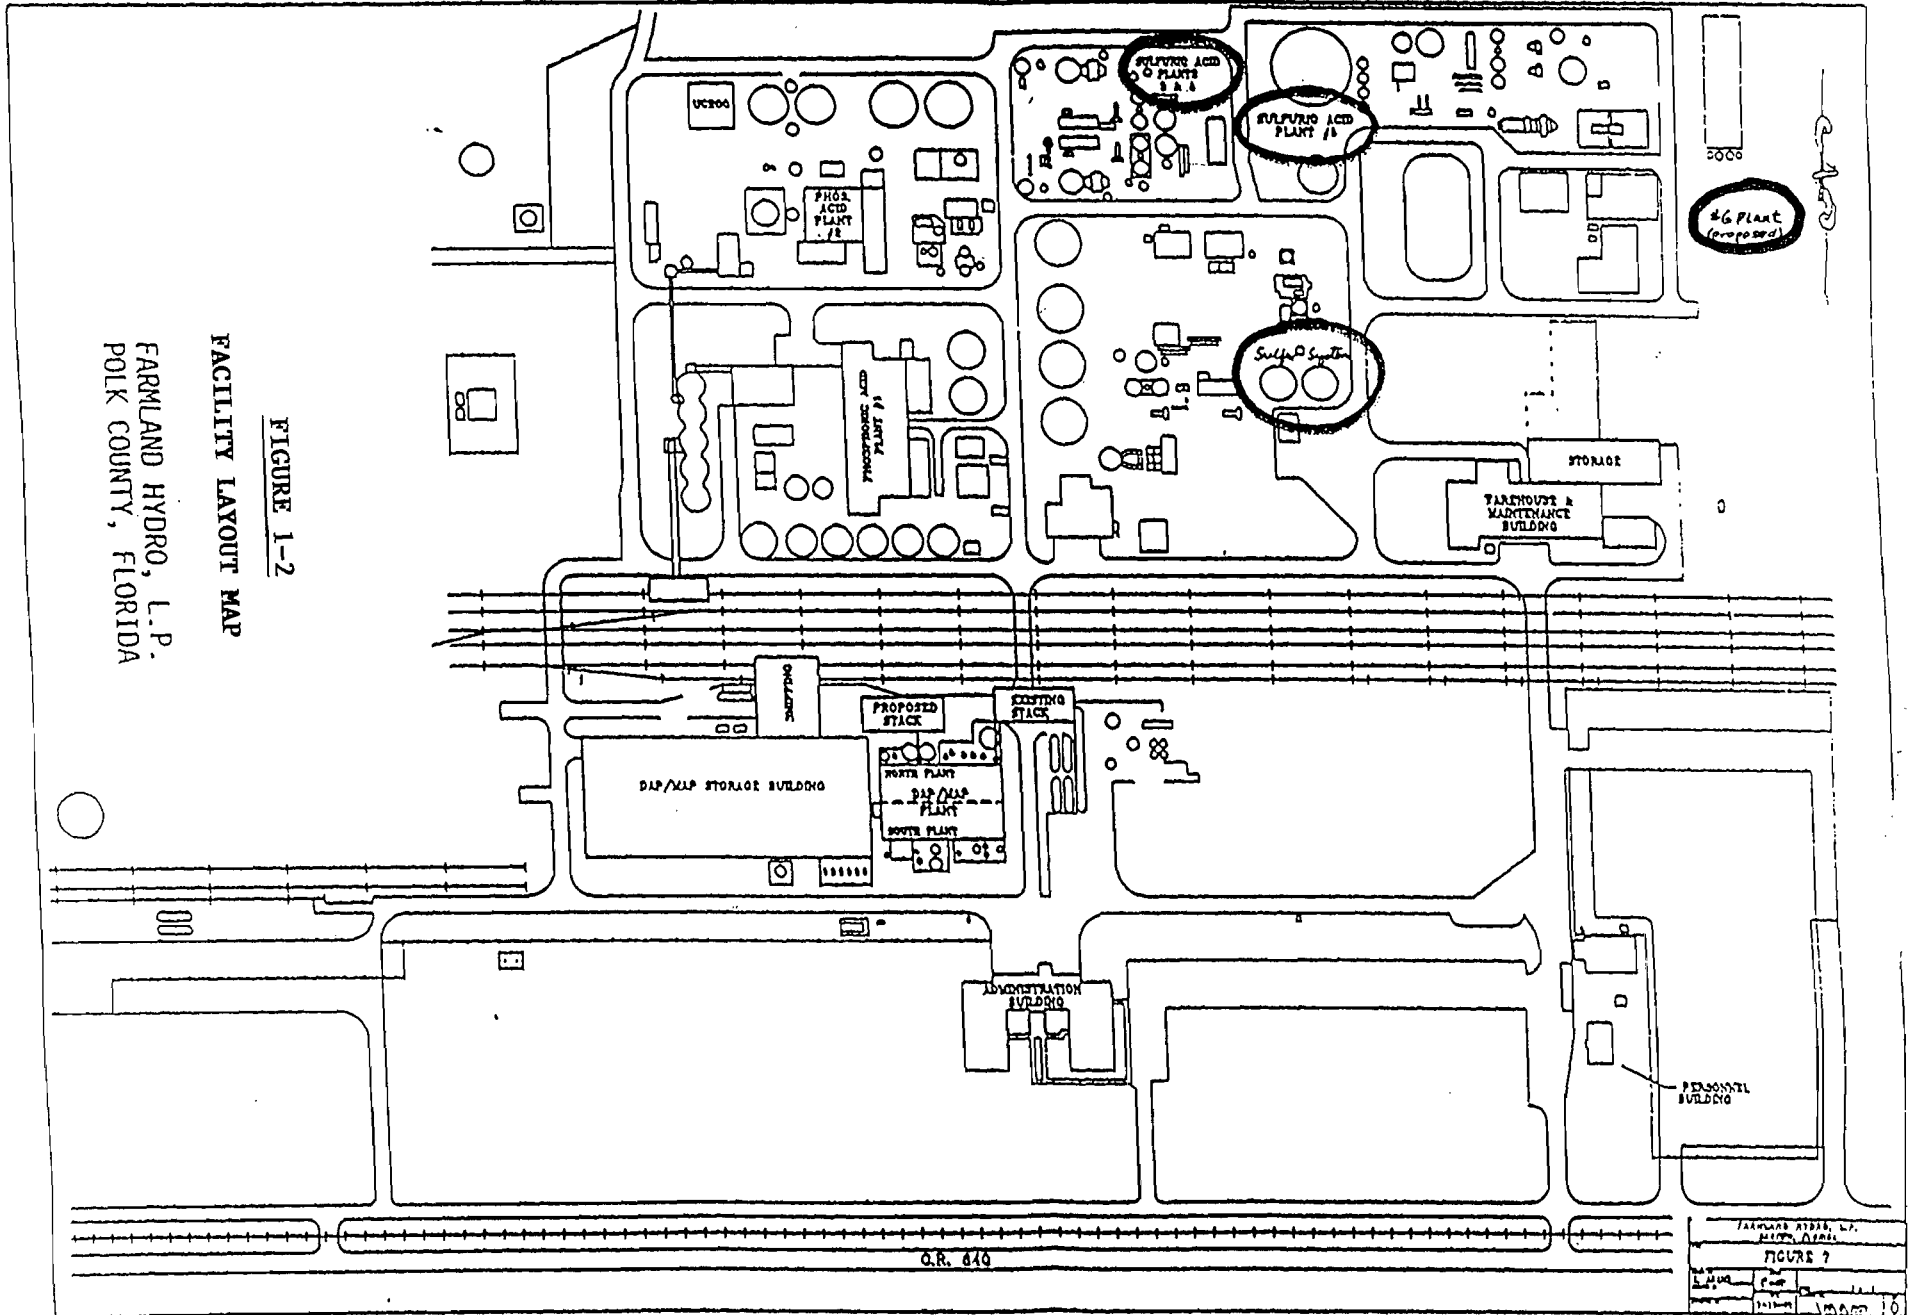 SULFURIC ACID
PLANTS
SULFURIC ACID
PLANT
UC200
PHOS.
ACID
PLANT
#6 Plant
(proposed)
Sulfur System
STORAGE
MAINTENANCE
BUILDING
FIGURE 1-2
FACILITY LAYOUT MAP
FARMLAND HYDRO, L.P.
POLK COUNTY, FLORIDA
SHIPPING
PROPOSED
STACK
EXISTING
STACK
DAP/MAP STORAGE BUILDING
NORTH PLANT
DAP/MAP
PLANT
SOUTH PLANT
ADMINISTRATION
BUILDING
PERSONNEL
BUILDING
FIGURE 7